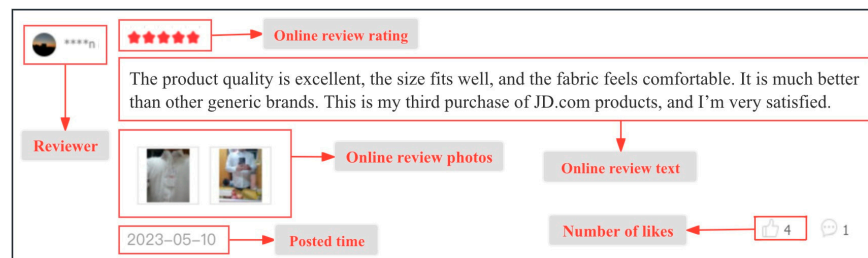 ****n
Online review rating
The product quality is excellent, the size fits well, and the fabric feels comfortable. It is much better
than other generic brands. This is my third purchase of JD.com products, and I’m very satisfied.
Reviewer
Online review photos
Online review text
2023-05-10
Posted time
Number of likes
4
1